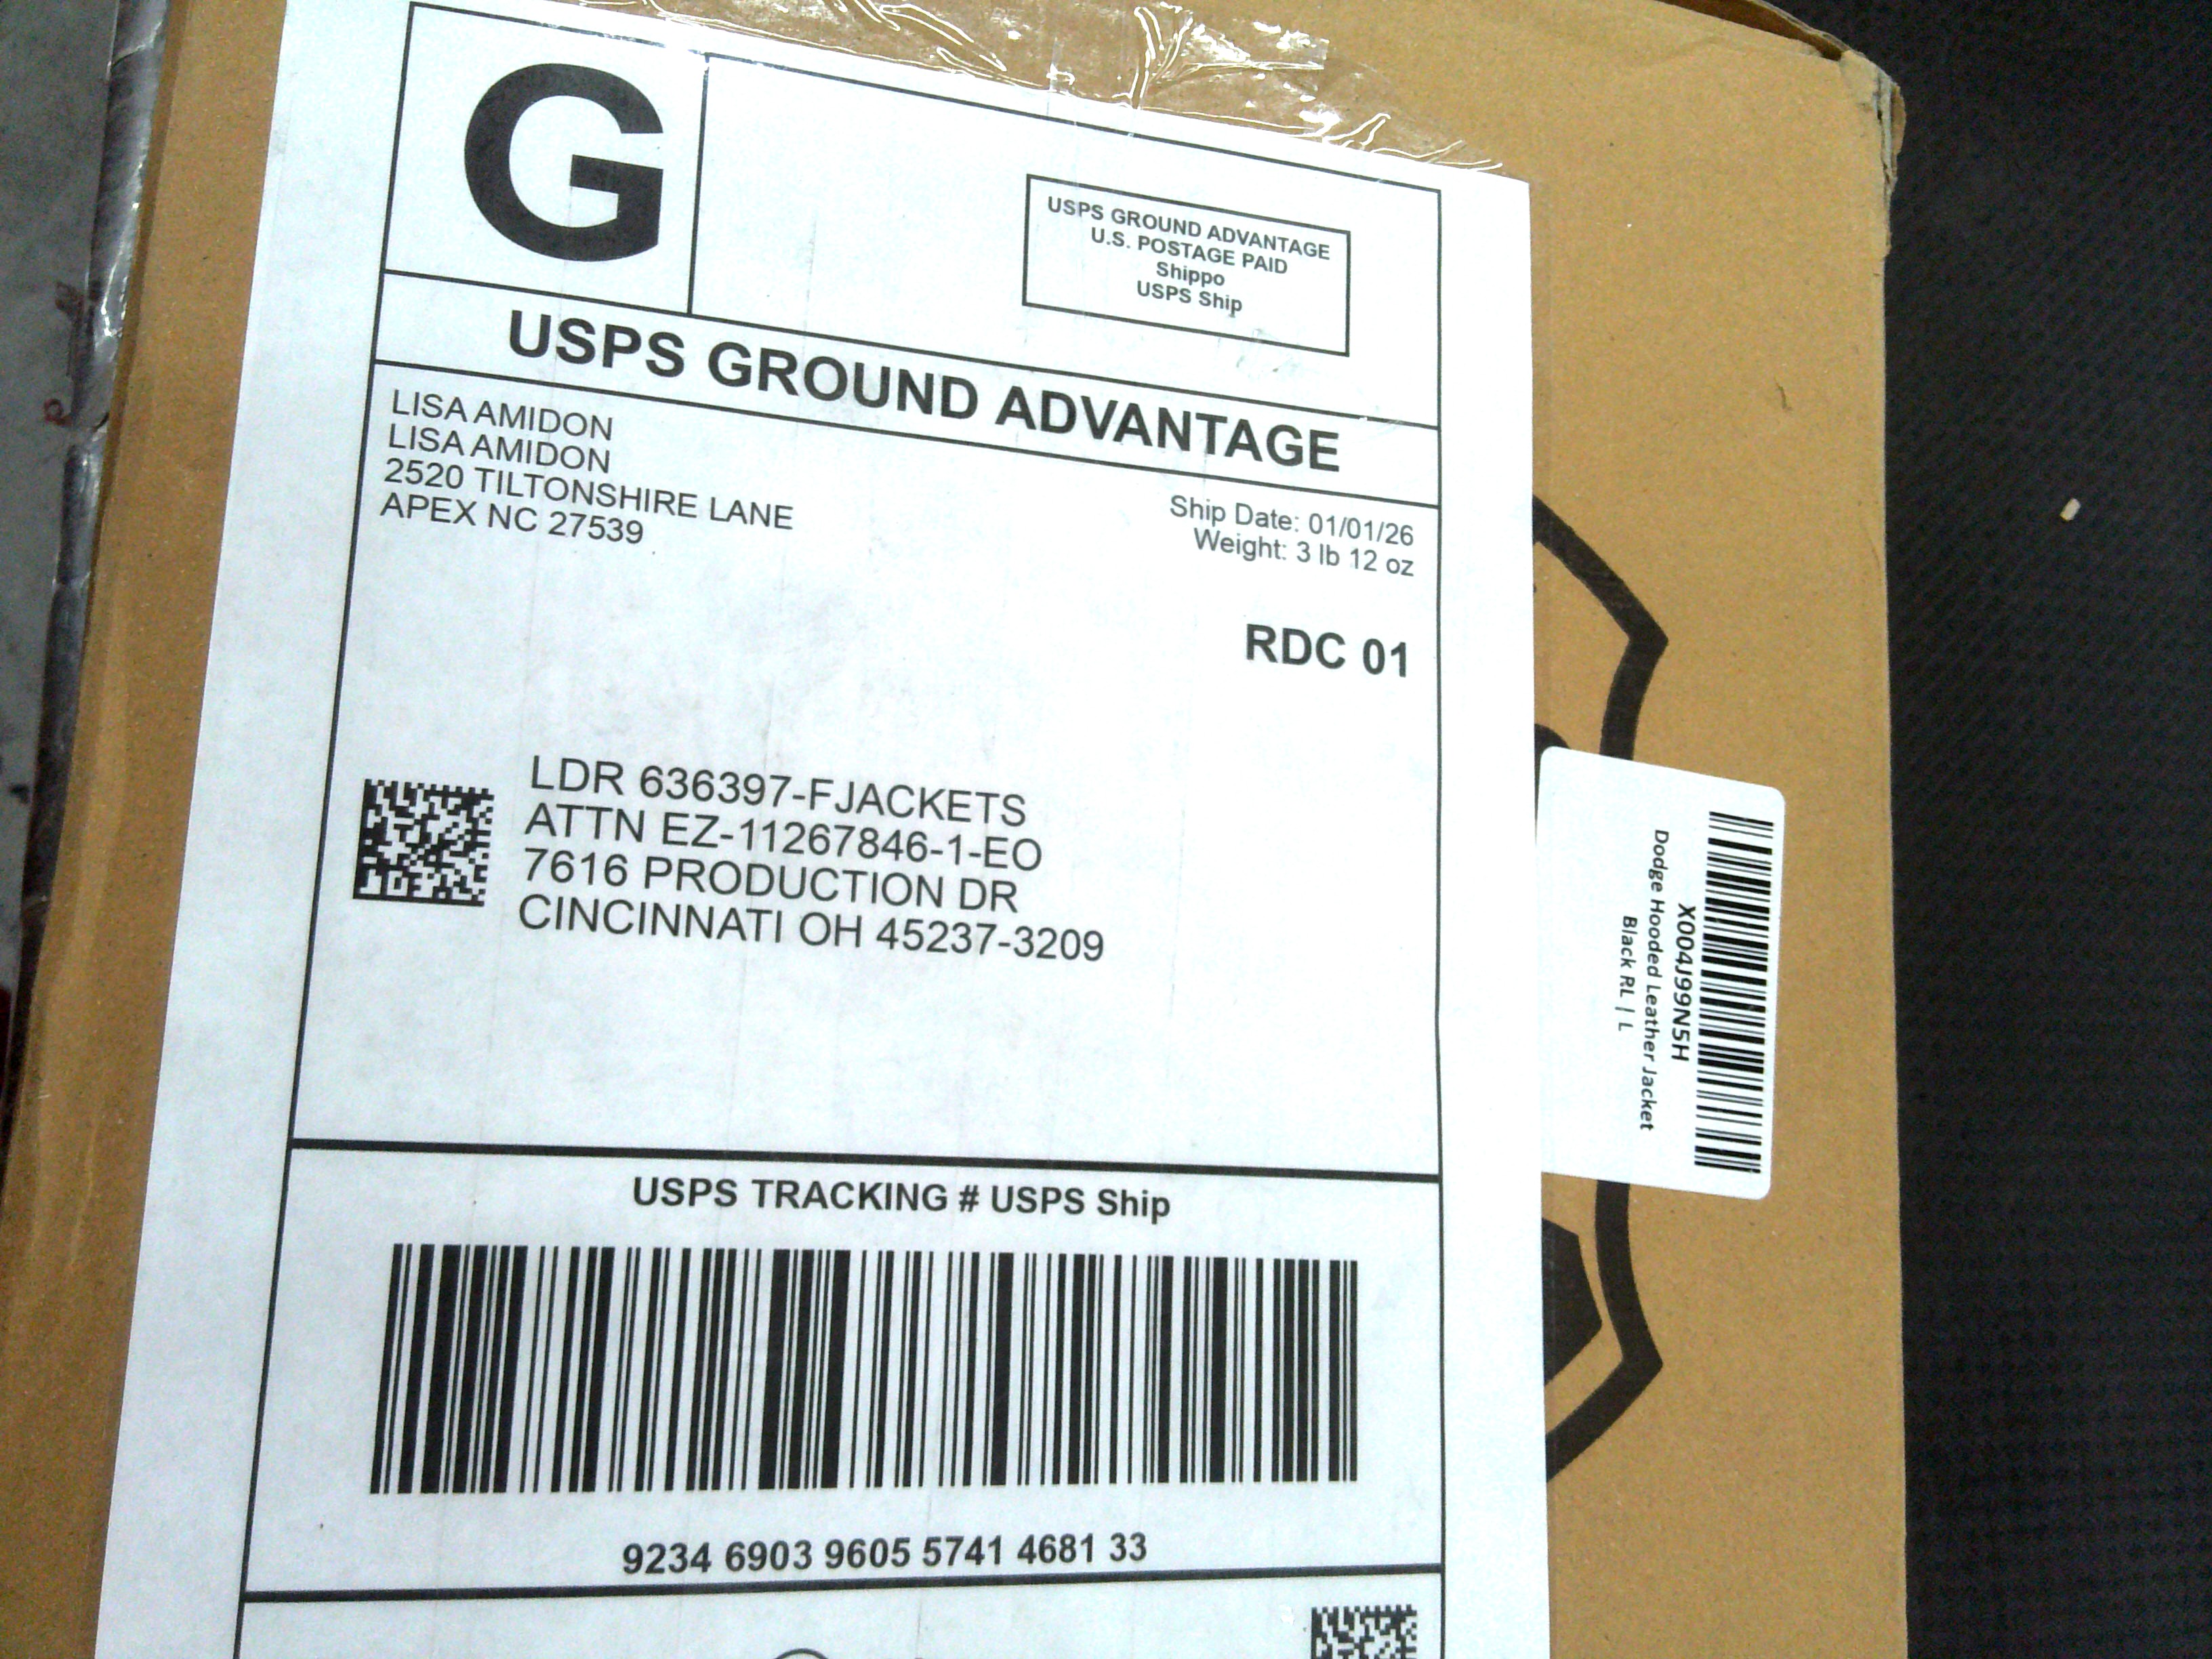 G
USPS GROUND ADVANTAGE
U.S. POSTAGE PAID
Shippo
USPS Ship
USPS GROUND ADVANTAGE
LISA AMIDON
LISA AMIDON
2520 TILTONSHIRE LANE
APEX NC 27539
Ship Date: 01/01/26
Weight: 3 lb 12 oz
RDC 01
LDR 636397-FJACKETS
ATTN EZ-11267846-1-EO
7616 PRODUCTION DR
CINCINNATI OH 45237-3209
USPS TRACKING # USPS Ship
9234 6903 9605 5741 4681 33
X004J99N5H
Dodge Hooded Leather Jacket
Black RL | L